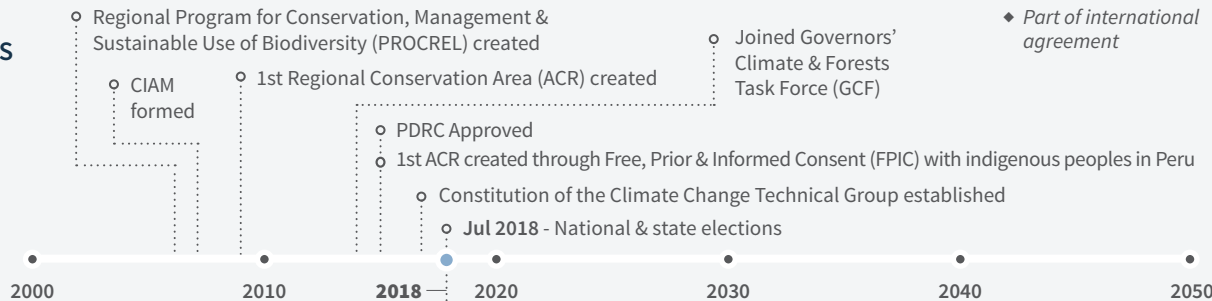 Regional Program for Conservation, Management &
Sustainable Use of Biodiversity (PROCREL) created
s
CIAM
formed
1st Regional Conservation Area (ACR) created
Joined Governors’
Climate & Forests
Task Force (GCF)
◆ Part of international
agreement
PDRC Approved
1st ACR created through Free, Prior & Informed Consent (FPIC) with indigenous peoples in Peru
Constitution of the Climate Change Technical Group established
Jul 2018 - National & state elections
2000 2010 2018 2020 2030 2040 2050